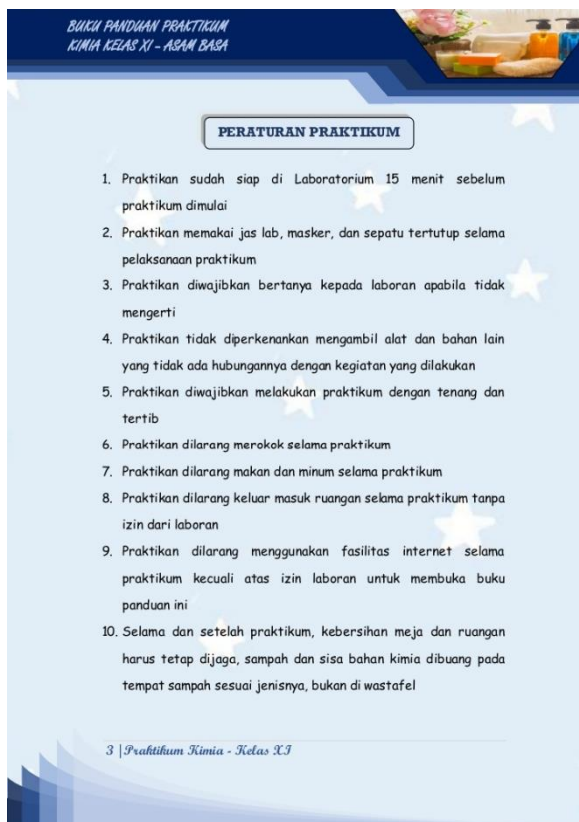 BUKU PANDUAN PRAKTIKUM
KIMIA KELAS XI – ASAM BASA
PERATURAN PRAKTIKUM
1. Praktikan sudah siap di Laboratorium 15 menit sebelum
praktikum dimulai
2. Praktikan memakai jas lab, masker, dan sepatu tertutup selama
pelaksanaan praktikum
3. Praktikan diwajibkan bertanya kepada laboran apabila tidak
mengerti
4. Praktikan tidak diperkenankan mengambil alat dan bahan lain
yang tidak ada hubungannya dengan kegiatan yang dilakukan
5. Praktikan diwajibkan melakukan praktikum dengan tenang dan
tertib
6. Praktikan dilarang merokok selama praktikum
7. Praktikan dilarang makan dan minum selama praktikum
8. Praktikan dilarang keluar masuk ruangan selama praktikum tanpa
izin dari laboran
9. Praktikan dilarang menggunakan fasilitas internet selama
praktikum kecuali atas izin laboran untuk membuka buku
panduan ini
10. Selama dan setelah praktikum, kebersihan meja dan ruangan
harus tetap dijaga, sampah dan sisa bahan kimia dibuang pada
tempat sampah sesuai jenisnya, bukan di wastafel
3 |Praktikum Kimia - Kelas XI